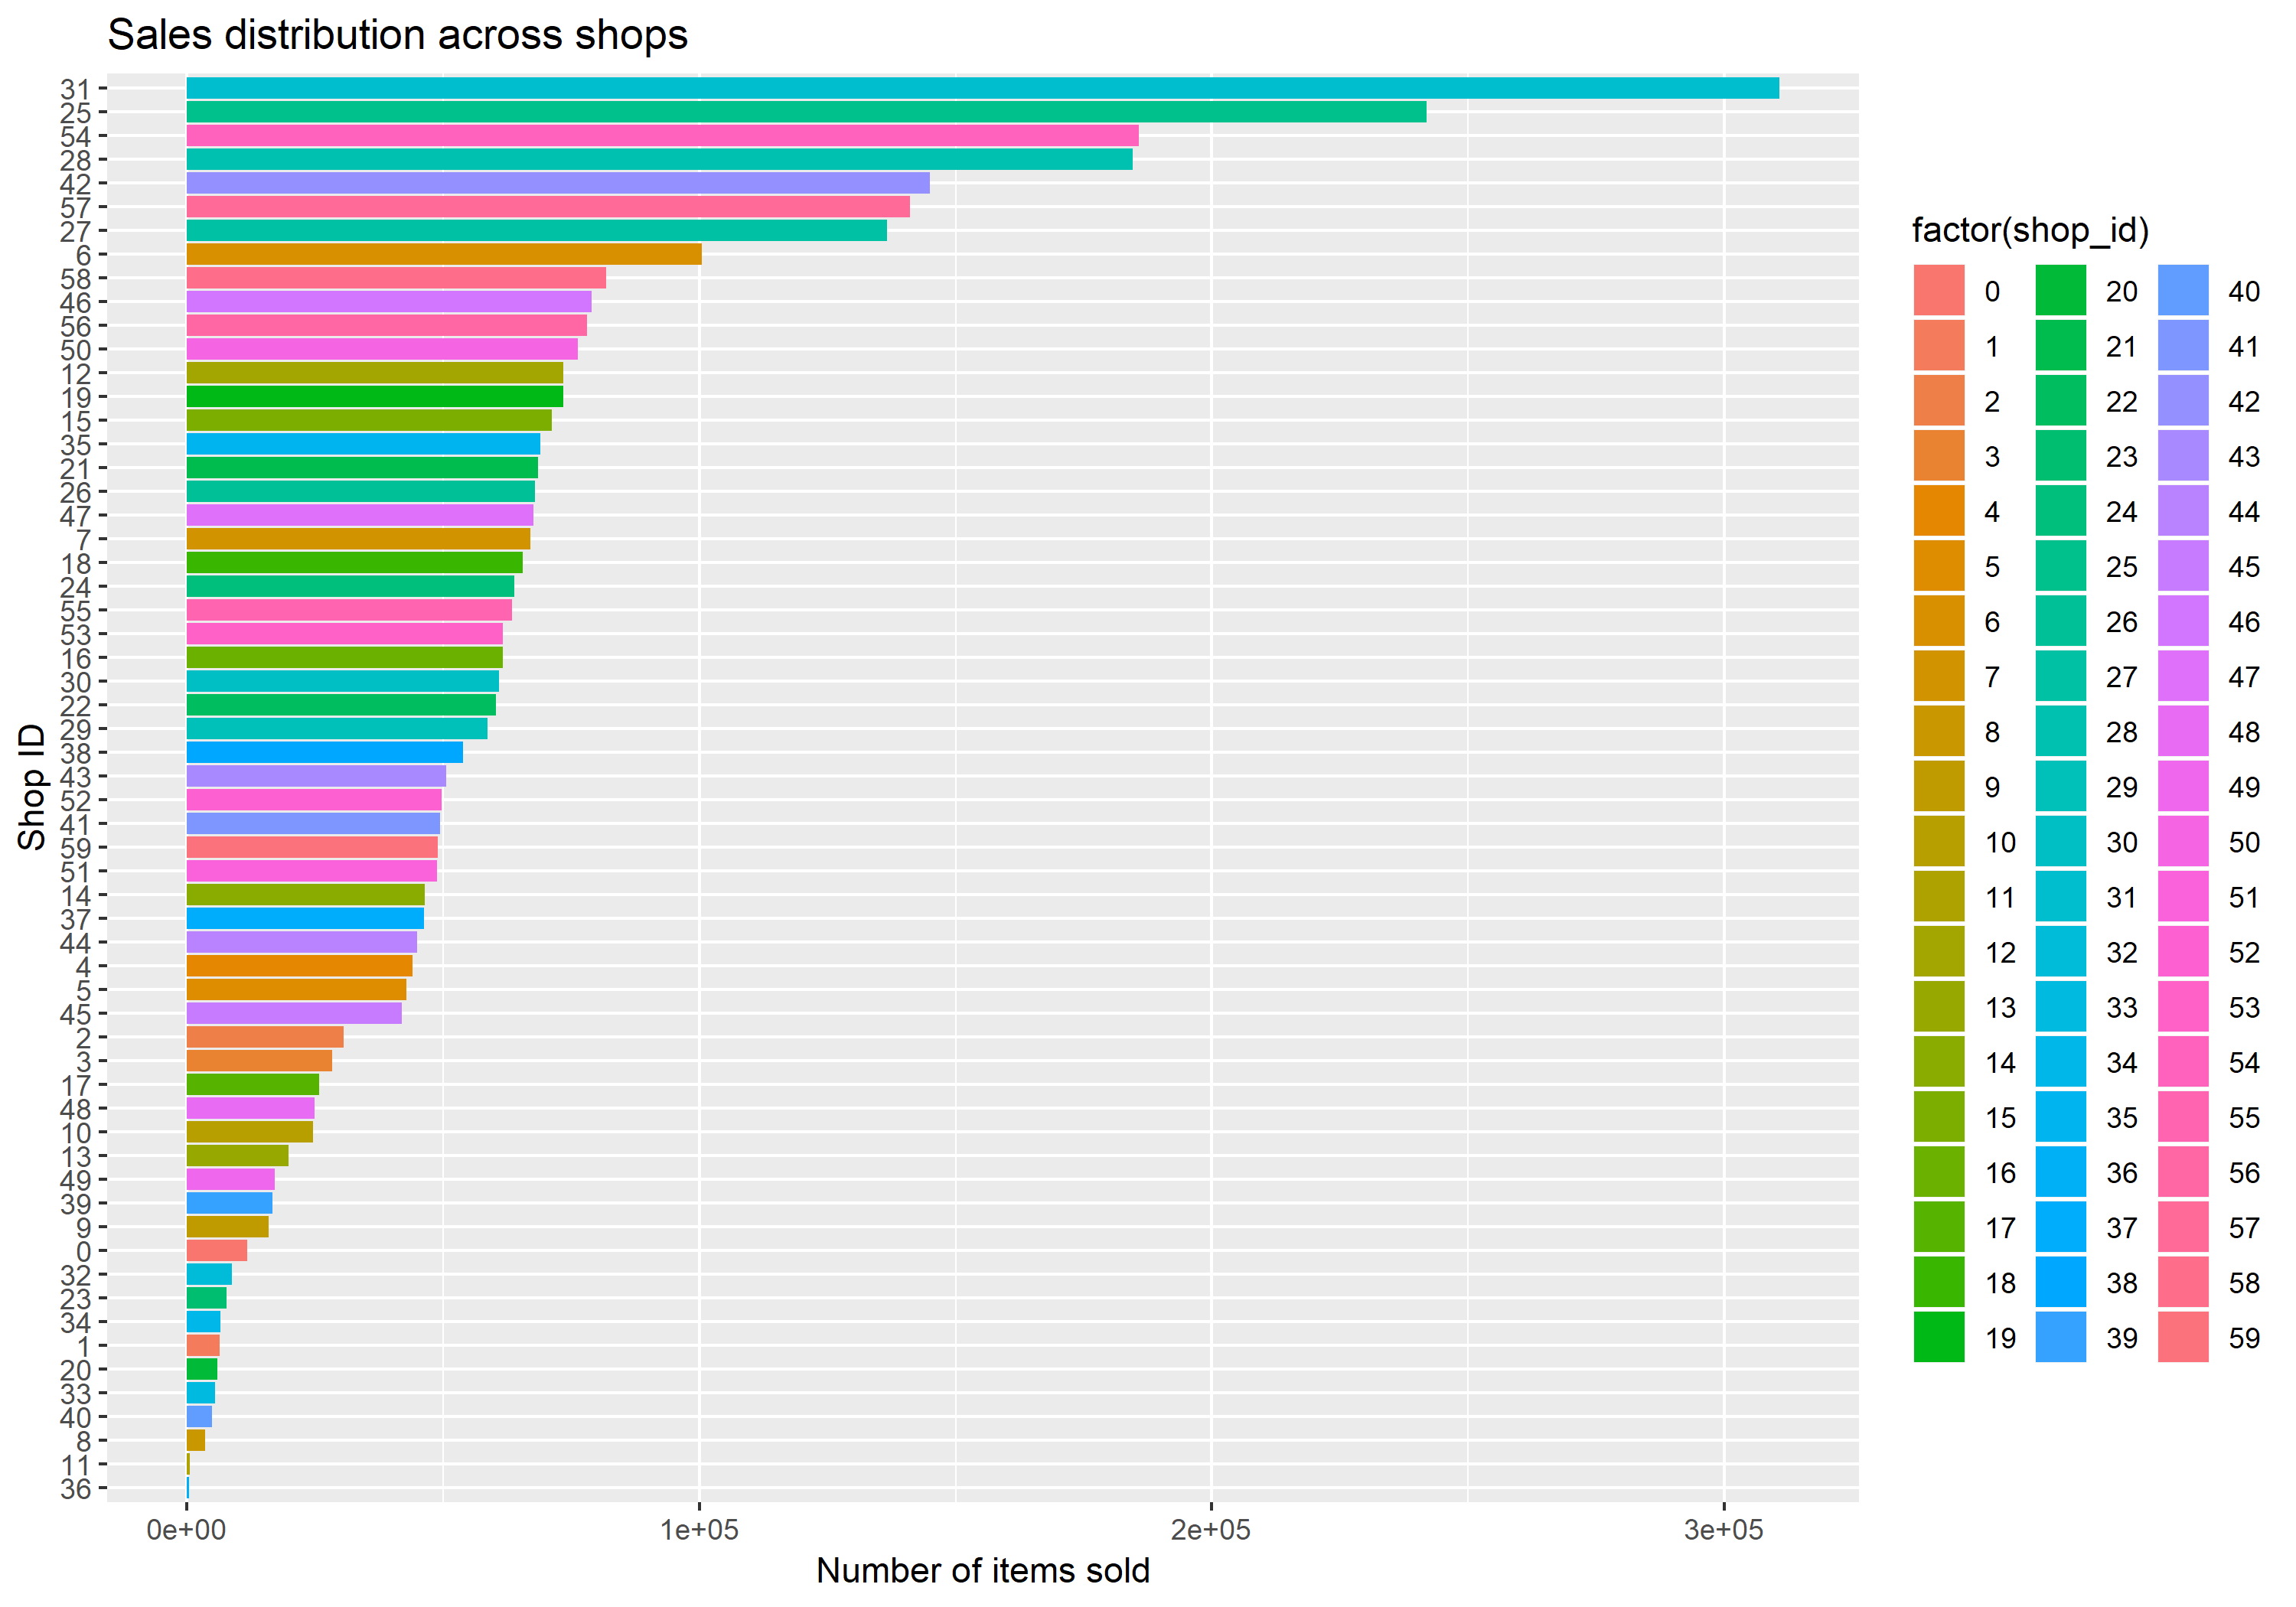 Sales distribution across shops
31
25
54
28
42
57
27
6
58
46
56
50
12
19
15
35
21
26
47
7
18
24
55
53
16
30
22
29
38
43
52
41
59
51
14
37
44
4
5
45
2
3
17
48
10
13
49
39
9
0
32
23
34
1
20
33
40
8
11
36
Shop ID
0e+00 1e+05 2e+05 3e+05
Number of items sold
factor(shop_id)
0 20 40
1 21 41
2 22 42
3 23 43
4 24 44
5 25 45
6 26 46
7 27 47
8 28 48
9 29 49
10 30 50
11 31 51
12 32 52
13 33 53
14 34 54
15 35 55
16 36 56
17 37 57
18 38 58
19 39 59